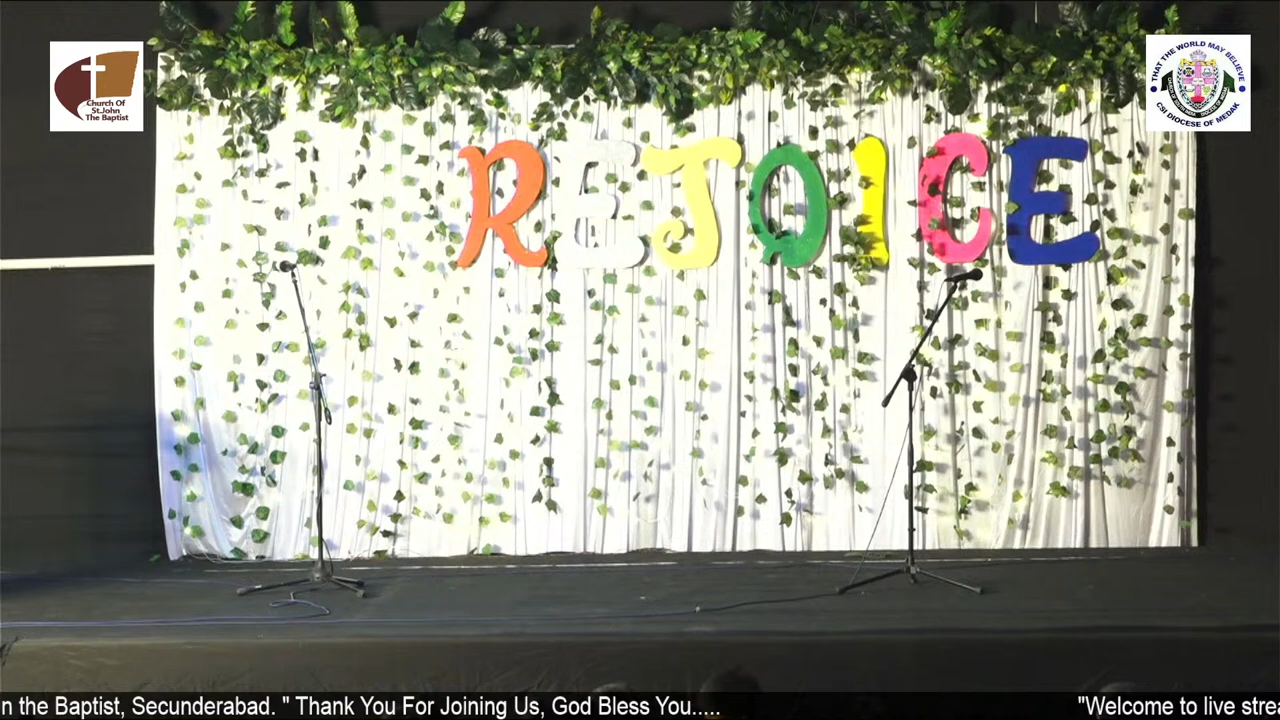 Church Of
St.John
The Baptist
THAT THE WORLD MAY BELIEVE
CSI DIOCESE OF MEDAK
REJOICE
n the Baptist, Secunderabad. " Thank You For Joining Us, God Bless You..... "Welcome to live strea